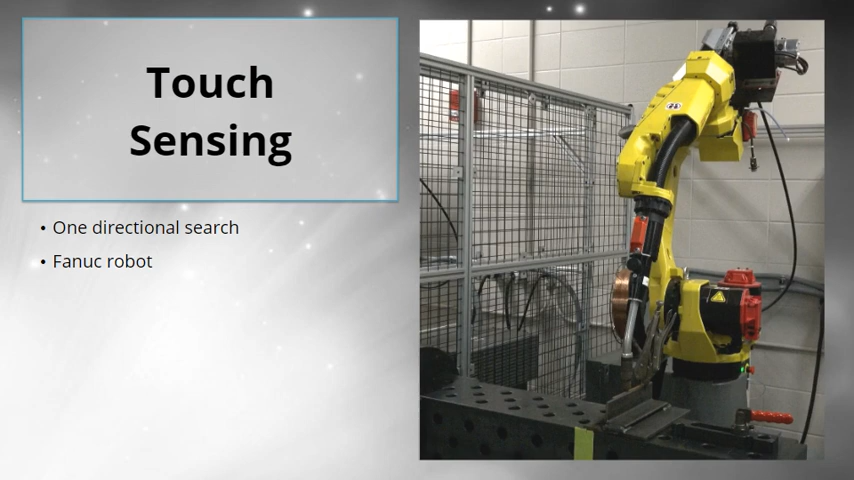 Touch
Sensing
• One directional search
• Fanuc robot